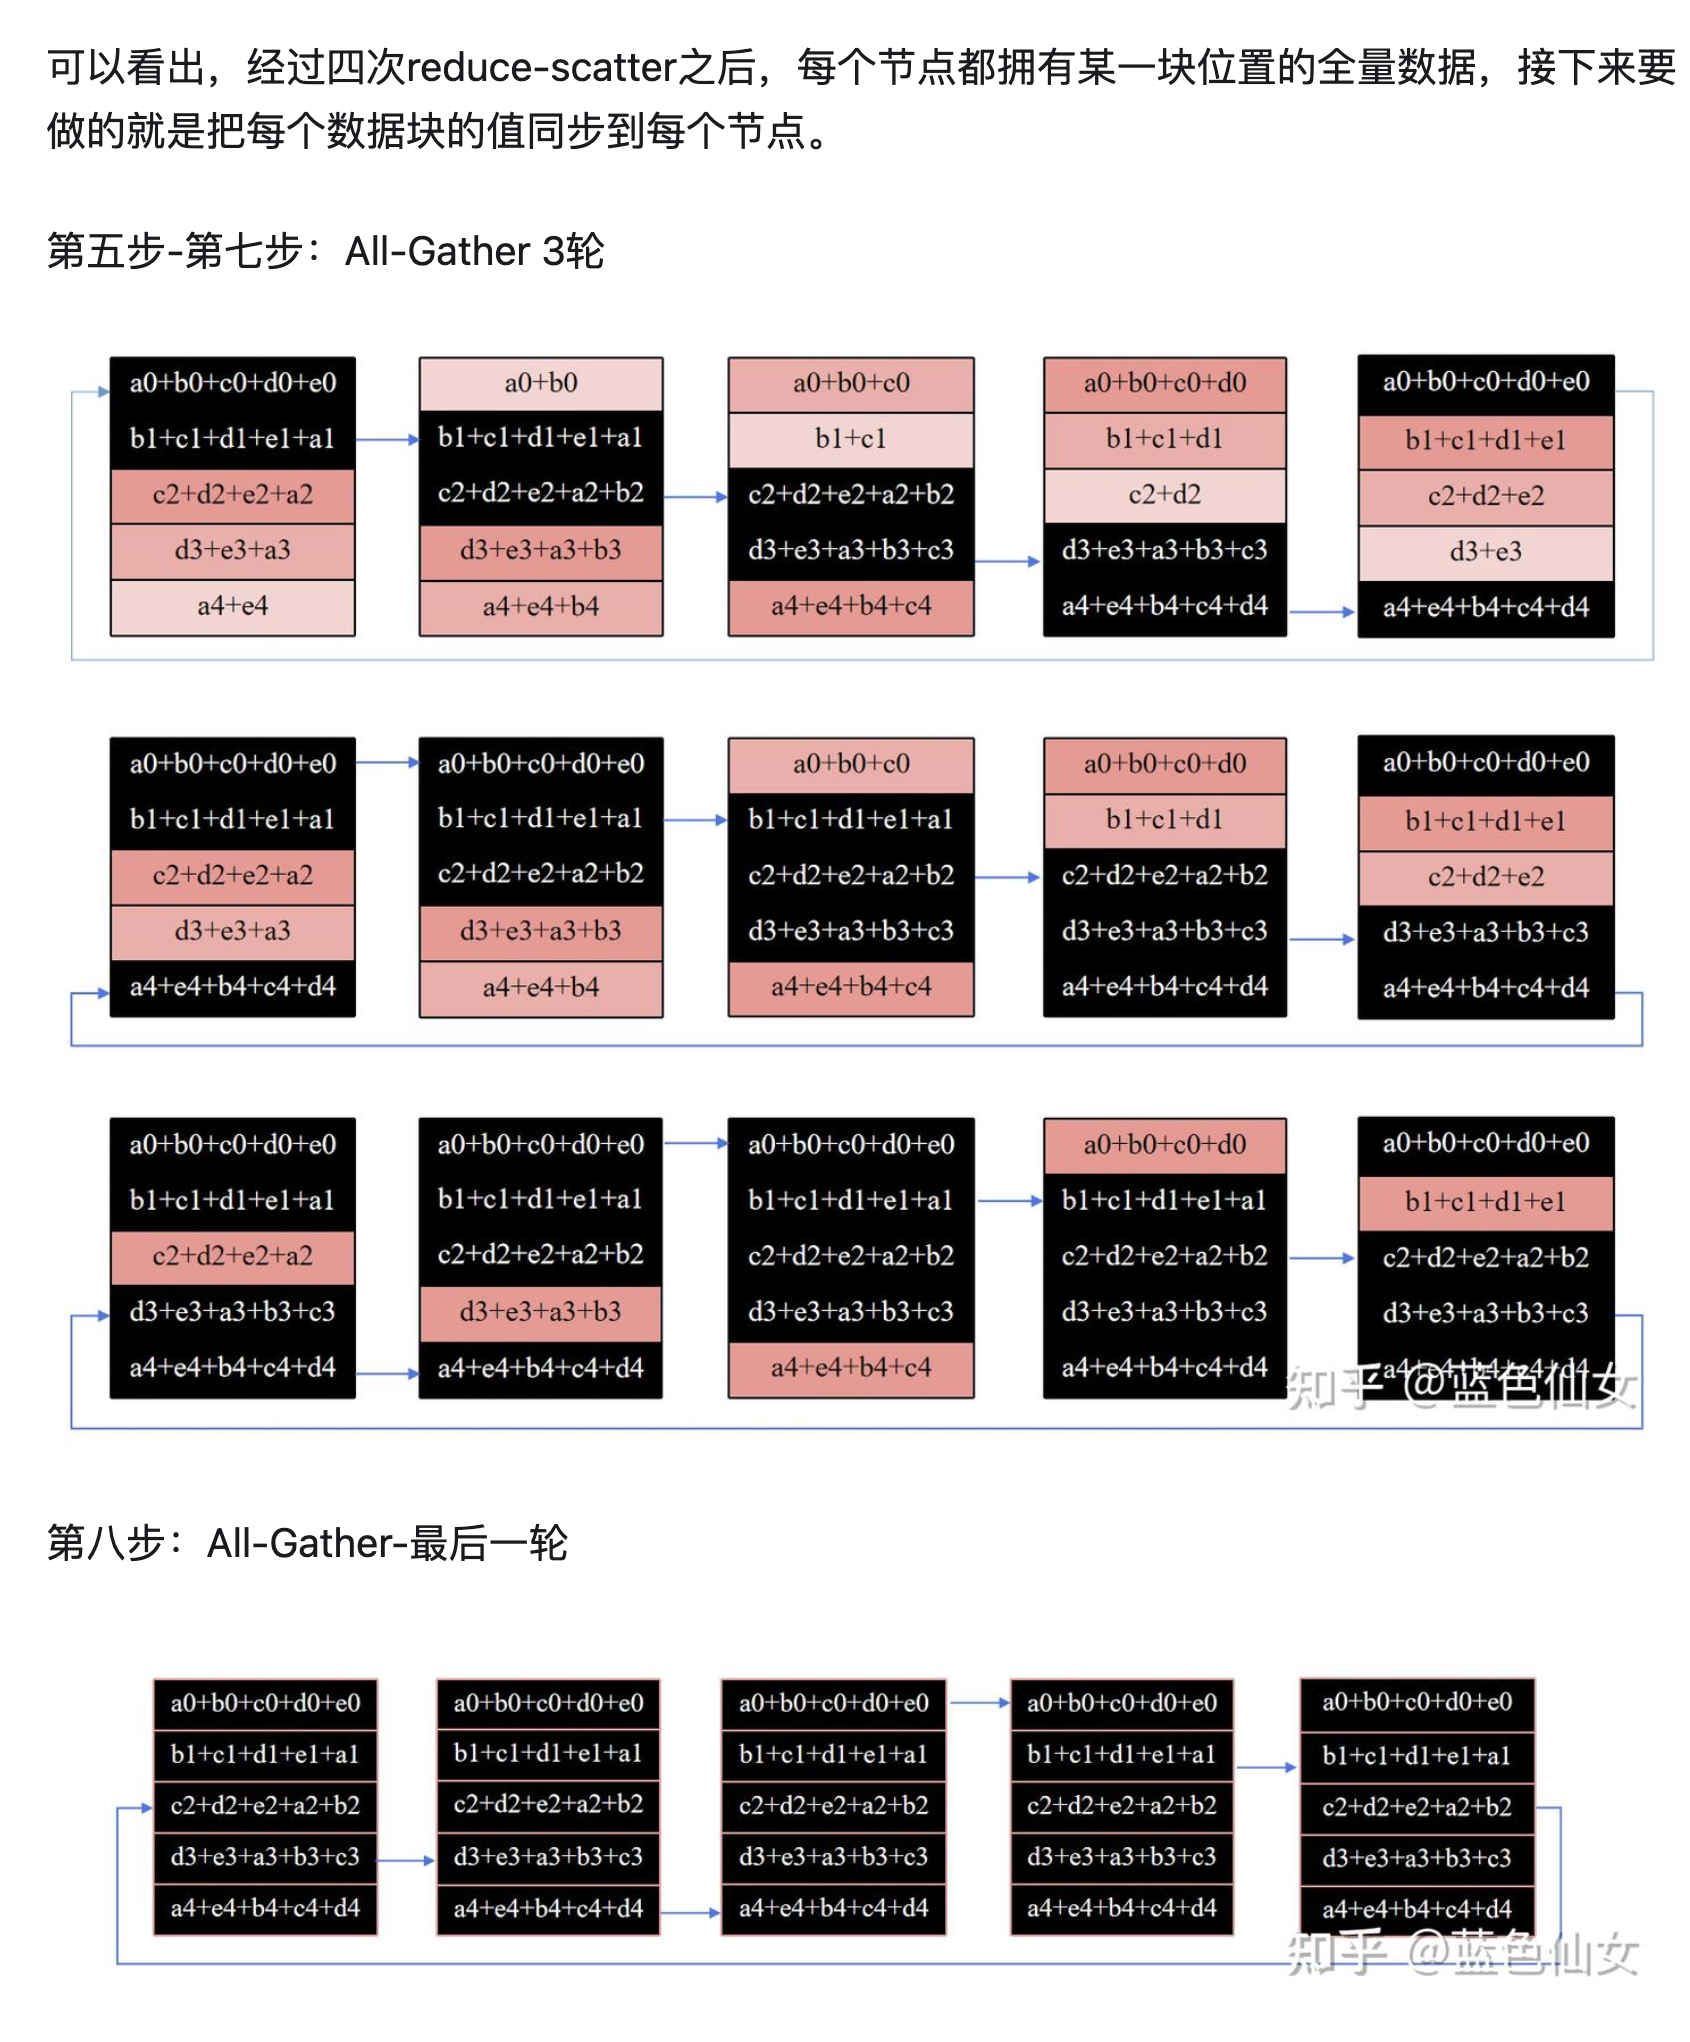 可以看出，经过四次reduce-scatter之后，每个节点都拥有某一块位置的全量数据，接下来要
做的就是把每个数据块的值同步到每个节点。
第五步-第七步：All-Gather 3轮
a0+b0+c0+d0+e0 a0+b0 a0+b0+c0 a0+b0+c0+d0 a0+b0+c0+d0+e0
b1+c1+d1+e1+a1 b1+c1+d1+e1+a1 b1+c1 b1+c1+d1 b1+c1+d1+e1
c2+d2+e2+a2 c2+d2+e2+a2+b2 c2+d2+e2+a2+b2 c2+d2 c2+d2+e2
d3+e3+a3 d3+e3+a3+b3 d3+e3+a3+b3+c3 d3+e3+a3+b3+c3 d3+e3
a4+e4 a4+e4+b4 a4+e4+b4+c4 a4+e4+b4+c4+d4 a4+e4+b4+c4+d4
a0+b0+c0+d0+e0 a0+b0+c0+d0+e0 a0+b0+c0 a0+b0+c0+d0 a0+b0+c0+d0+e0
b1+c1+d1+e1+a1 b1+c1+d1+e1+a1 b1+c1+d1+e1+a1 b1+c1+d1 b1+c1+d1+e1
c2+d2+e2+a2 c2+d2+e2+a2+b2 c2+d2+e2+a2+b2 c2+d2+e2+a2+b2 c2+d2+e2
d3+e3+a3 d3+e3+a3+b3 d3+e3+a3+b3+c3 d3+e3+a3+b3+c3 d3+e3+a3+b3+c3
a4+e4+b4+c4+d4 a4+e4+b4 a4+e4+b4+c4 a4+e4+b4+c4+d4 a4+e4+b4+c4+d4
a0+b0+c0+d0+e0 a0+b0+c0+d0+e0 a0+b0+c0+d0+e0 a0+b0+c0+d0 a0+b0+c0+d0+e0
b1+c1+d1+e1+a1 b1+c1+d1+e1+a1 b1+c1+d1+e1+a1 b1+c1+d1+e1+a1 b1+c1+d1+e1
c2+d2+e2+a2 c2+d2+e2+a2+b2 c2+d2+e2+a2+b2 c2+d2+e2+a2+b2 c2+d2+e2+a2+b2
d3+e3+a3+b3+c3 d3+e3+a3+b3 d3+e3+a3+b3+c3 d3+e3+a3+b3+c3 d3+e3+a3+b3+c3
a4+e4+b4+c4+d4 a4+e4+b4+c4+d4 a4+e4+b4+c4 a4+e4+b4+c4+d4 a4+e4+b4+c4+d4
知乎 @蓝色仙女
第八步：All-Gather-最后一轮
a0+b0+c0+d0+e0 a0+b0+c0+d0+e0 a0+b0+c0+d0+e0 a0+b0+c0+d0+e0 a0+b0+c0+d0+e0
b1+c1+d1+e1+a1 b1+c1+d1+e1+a1 b1+c1+d1+e1+a1 b1+c1+d1+e1+a1 b1+c1+d1+e1+a1
c2+d2+e2+a2+b2 c2+d2+e2+a2+b2 c2+d2+e2+a2+b2 c2+d2+e2+a2+b2 c2+d2+e2+a2+b2
d3+e3+a3+b3+c3 d3+e3+a3+b3+c3 d3+e3+a3+b3+c3 d3+e3+a3+b3+c3 d3+e3+a3+b3+c3
a4+e4+b4+c4+d4 a4+e4+b4+c4+d4 a4+e4+b4+c4+d4 a4+e4+b4+c4+d4 a4+e4+b4+c4+d4
知乎 @蓝色仙女